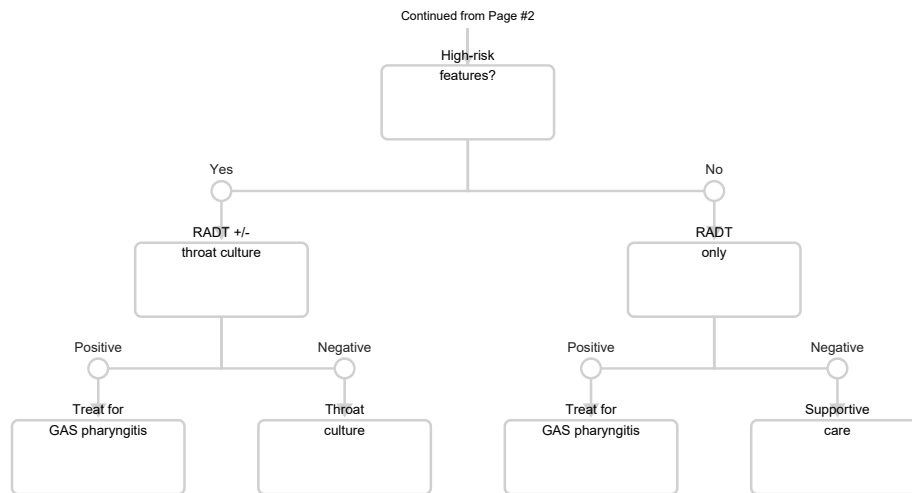 Continued from Page #2
High-risk
features?
Yes
No
RADT +/-
throat culture
RADT
only
Positive
Negative
Positive
Negative
Treat for
GAS pharyngitis
Throat
culture
Treat for
GAS pharyngitis
Supportive
care